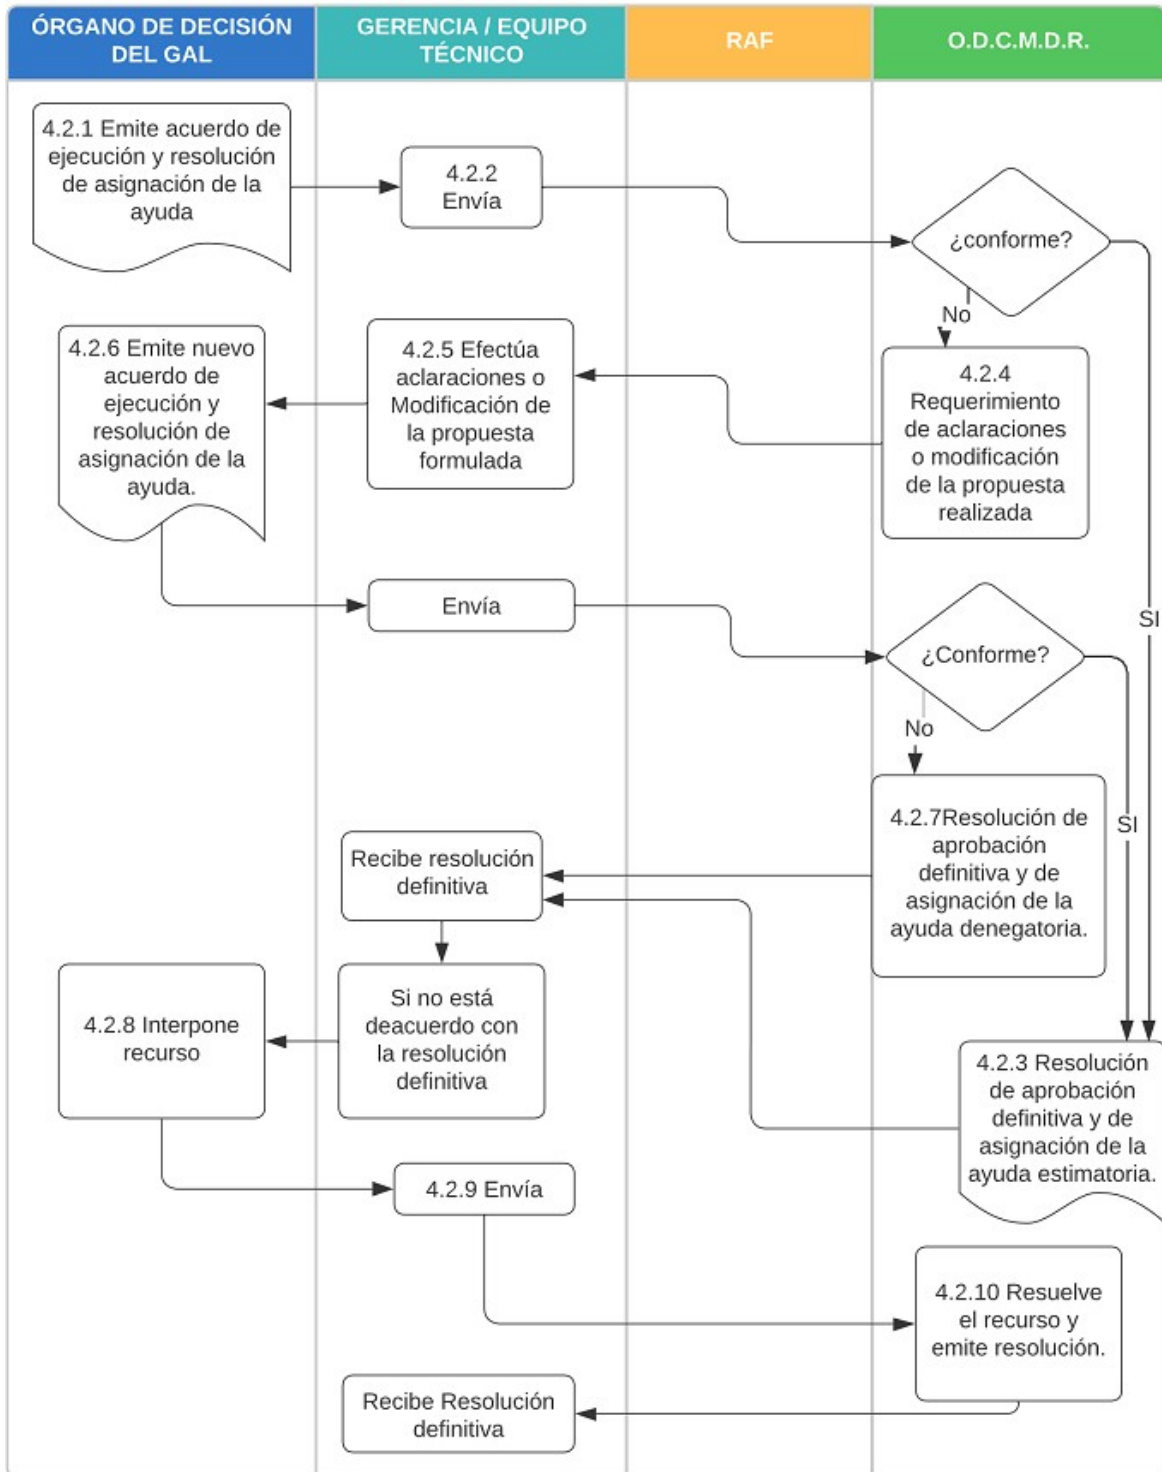 ÓRGANO DE DECISIÓN
DEL GAL
GERENCIA / EQUIPO
TÉCNICO
RAF
O.D.C.M.D.R.
4.2.1 Emite acuerdo de
ejecución y resolución
de asignación de la
ayuda
4.2.2
Envía
¿conforme?
No
4.2.6 Emite nuevo
acuerdo de
ejecución y
resolución de
asignación de la
ayuda.
4.2.5 Efectúa
aclaraciones o
Modificación de
la propuesta
formulada
4.2.4
Requerimiento
de aclaraciones
o modificación
de la propuesta
realizada
Envía
SI
¿Conforme?
No
SI
4.2.7Resolución de
aprobación
definitiva y de
asignación de la
ayuda denegatoria.
Recibe resolución
definitiva
4.2.8 Interpone
recurso
Si no está
deacuerdo con
la resolución
definitiva
4.2.3 Resolución
de aprobación
definitiva y de
asignación de la
ayuda estimatoria.
4.2.9 Envía
4.2.10 Resuelve
el recurso y
emite resolución.
Recibe Resolución
definitiva